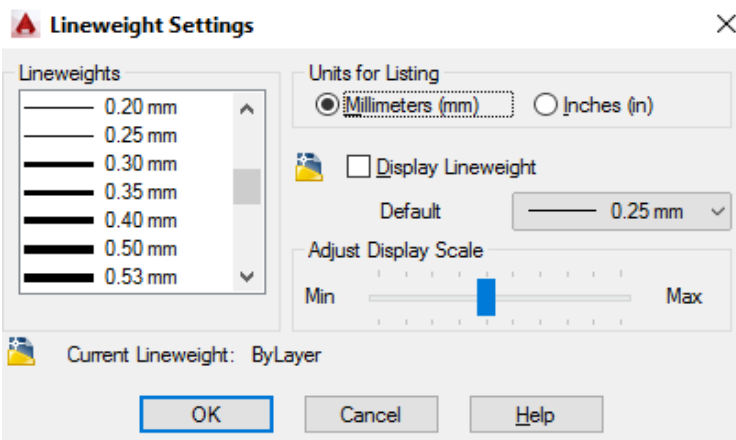 Lineweight Settings
Lineweights
0.20 mm
0.25 mm
0.30 mm
0.35 mm
0.40 mm
0.50 mm
0.53 mm
Units for Listing
Millimeters (mm)
Inches (in)
Display Lineweight
Default 0.25 mm
Adjust Display Scale
Min Max
Current Lineweight: ByLayer
OK Cancel Help